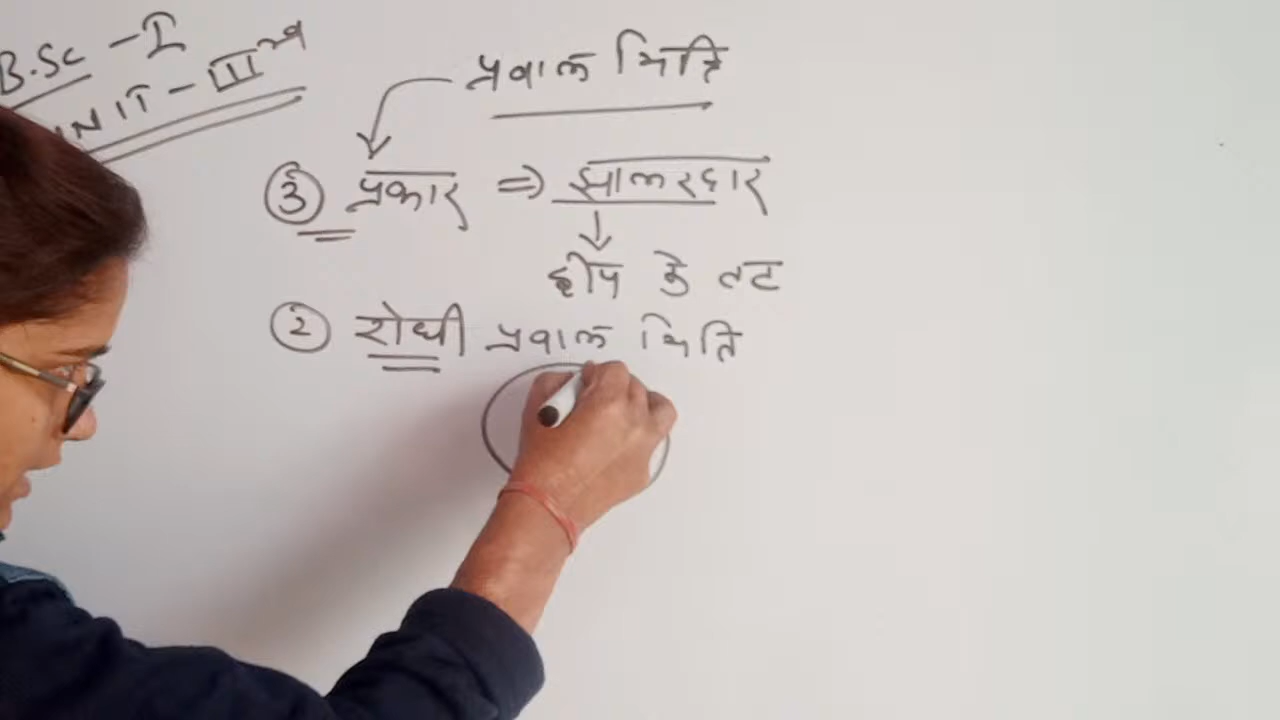 B.Sc - I
UNIT - III
प्रवाल भित्ति
③ प्रकार ⇒ झालरदार
द्वीप के तट
② रोधी प्रवाल भिति